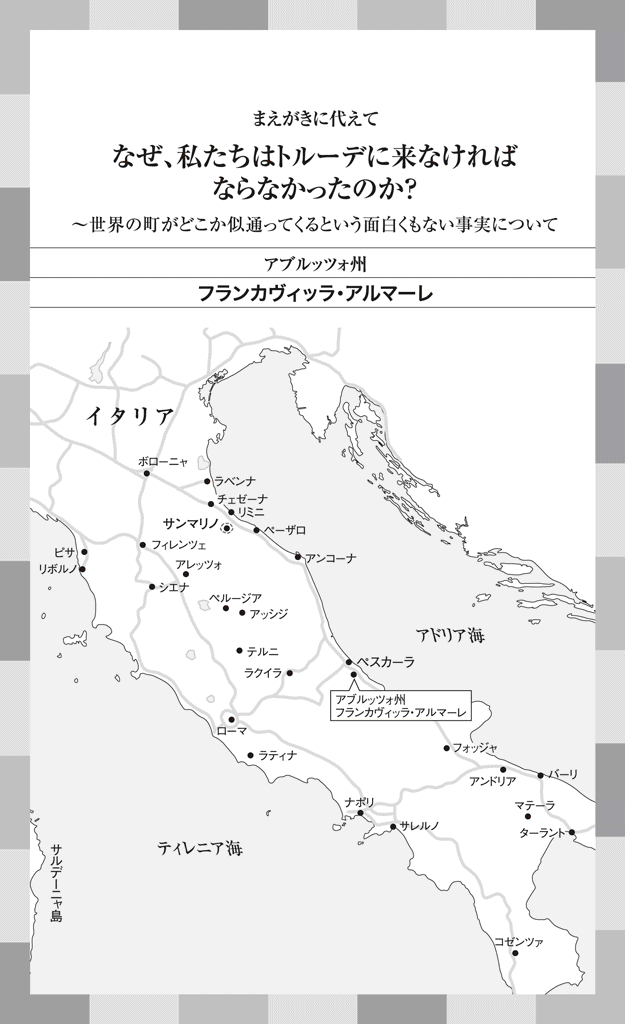 まえがきに代えて
なぜ、私たちはトルーデに来なければ
ならなかったのか?
〜世界の町がどこか似通ってくるという面白くもない事実について
アブルッツォ州
フランカヴィッラ・アルマーレ
イタリア
ボローニャ
ラベンナ
チェゼーナ
リミニ
サンマリノ
ペーザロ
フィレンツェ
ピサ
アンコーナ
リボルノ
アレッツォ
シエナ
ペルージア
アッシジ
アドリア海
テルニ
ペスカーラ
ラクイラ
アブルッツォ州
フランカヴィッラ・アルマーレ
ローマ
フォッジャ
ラティナ
アンドリア
バーリ
ナポリ
マテーラ
サレルノ
ターラント
ティレニア海
サルデーニャ島
コゼンツァ